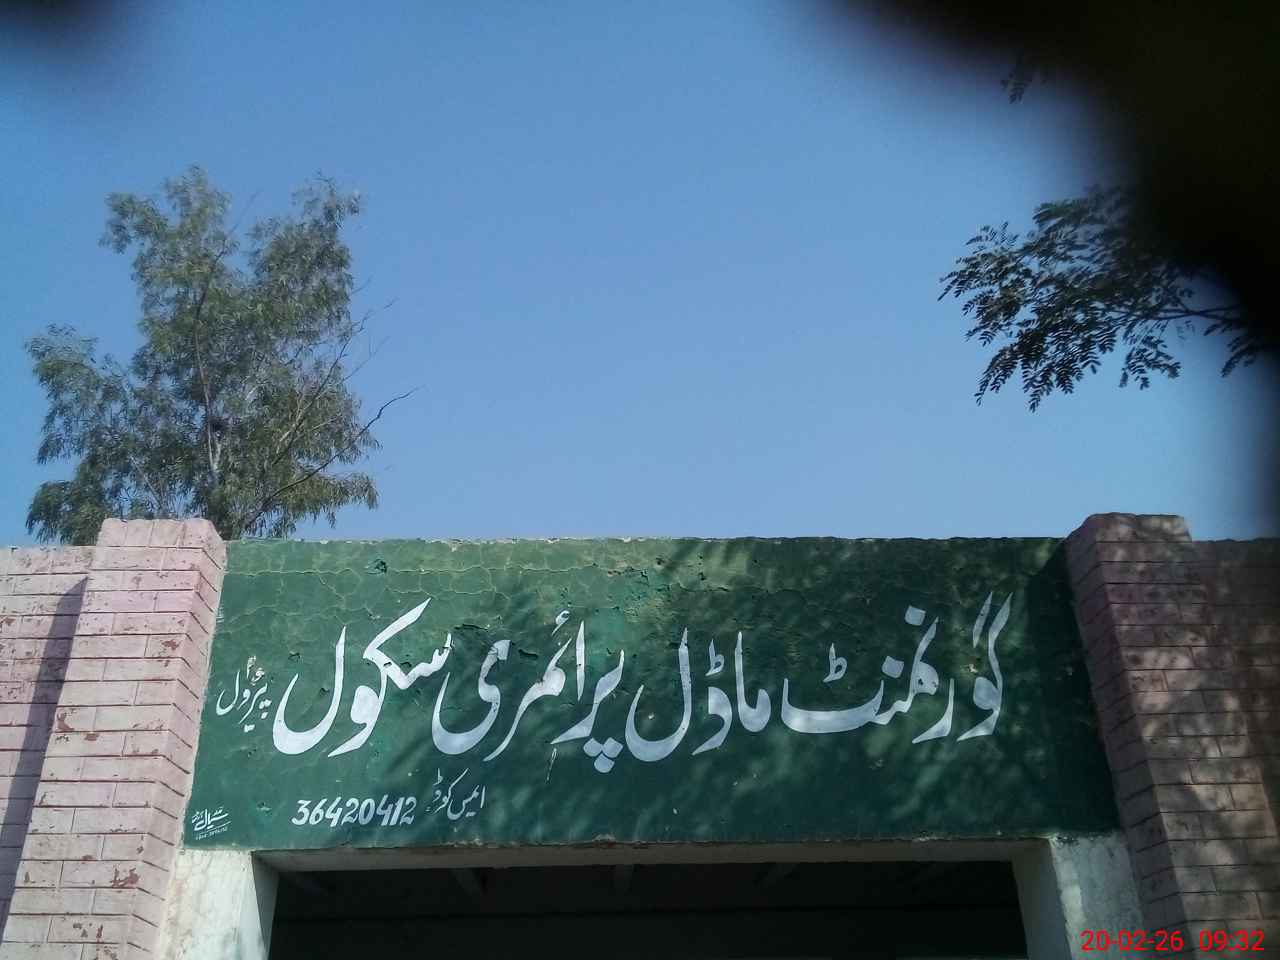 گورنمنٹ ماڈل پرائمری سکول
ایمس کوڈ 36420412
20-02-26 09:32